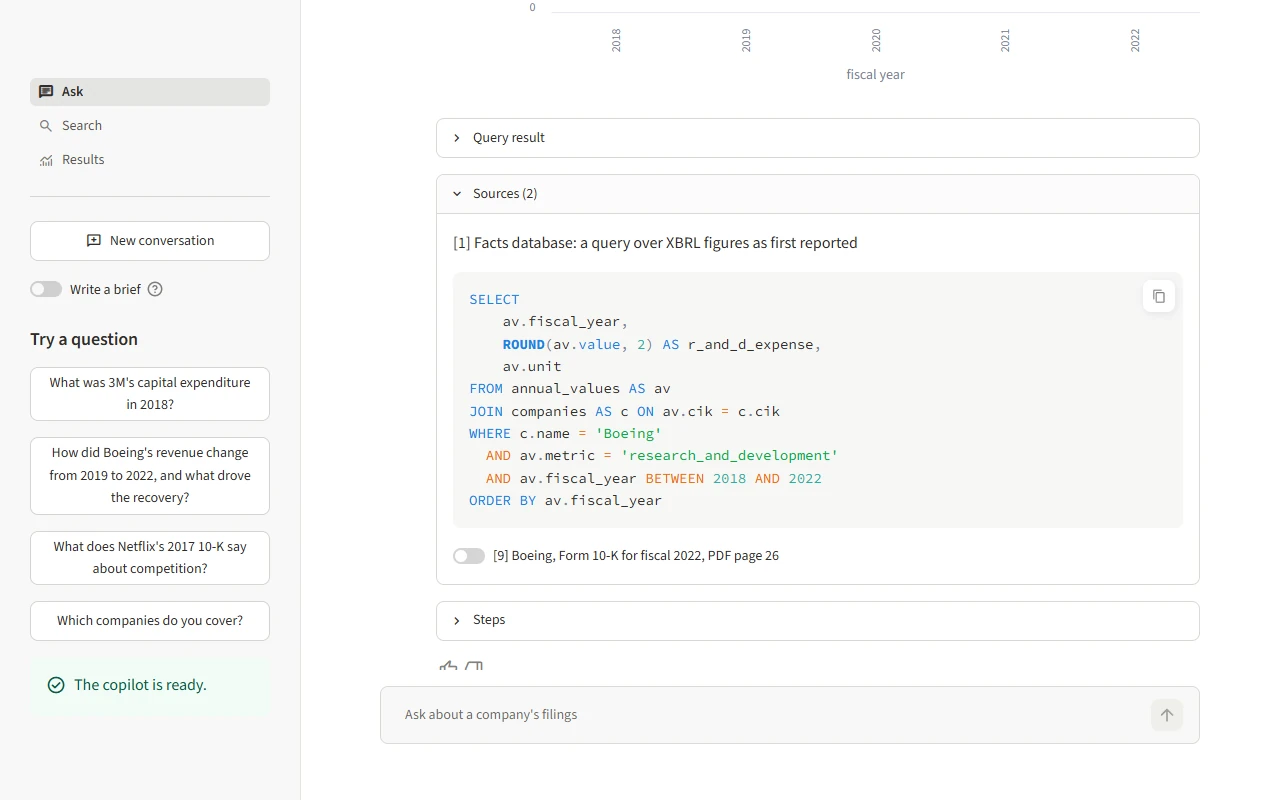 Ask
Search
Results
New conversation
Write a brief
Try a question
What was 3M's capital expenditure
in 2018?
How did Boeing's revenue change
from 2019 to 2022, and what drove
the recovery?
What does Netflix's 2017 10-K say
about competition?
Which companies do you cover?
The copilot is ready.
0
2018
2019
2020
2021
2022
fiscal year
Query result
Sources (2)
[1] Facts database: a query over XBRL figures as first reported
SELECT
    av.fiscal_year,
    ROUND(av.value, 2) AS r_and_d_expense,
    av.unit
FROM annual_values AS av
JOIN companies AS c ON av.cik = c.cik
WHERE c.name = 'Boeing'
  AND av.metric = 'research_and_development'
  AND av.fiscal_year BETWEEN 2018 AND 2022
ORDER BY av.fiscal_year
[9] Boeing, Form 10-K for fiscal 2022, PDF page 26
Steps
Ask about a company's filings